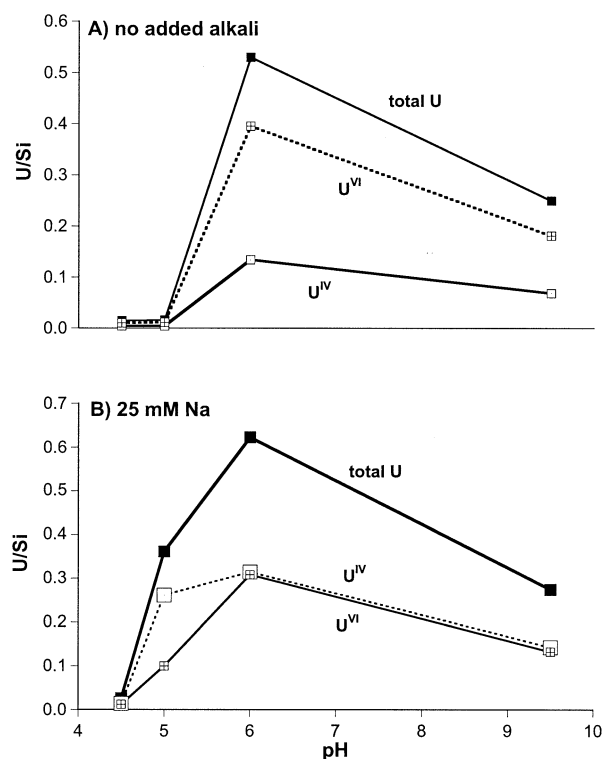 A) no added alkali
0.6
0.5
0.4
0.3
0.2
0.1
0.0
U/Si
total U
U^VI
U^IV
B) 25 mM Na
0.7
0.6
0.5
0.4
0.3
0.2
0.1
0.0
U/Si
total U
U^IV
U^VI
4 5 6 7 8 9 10
pH